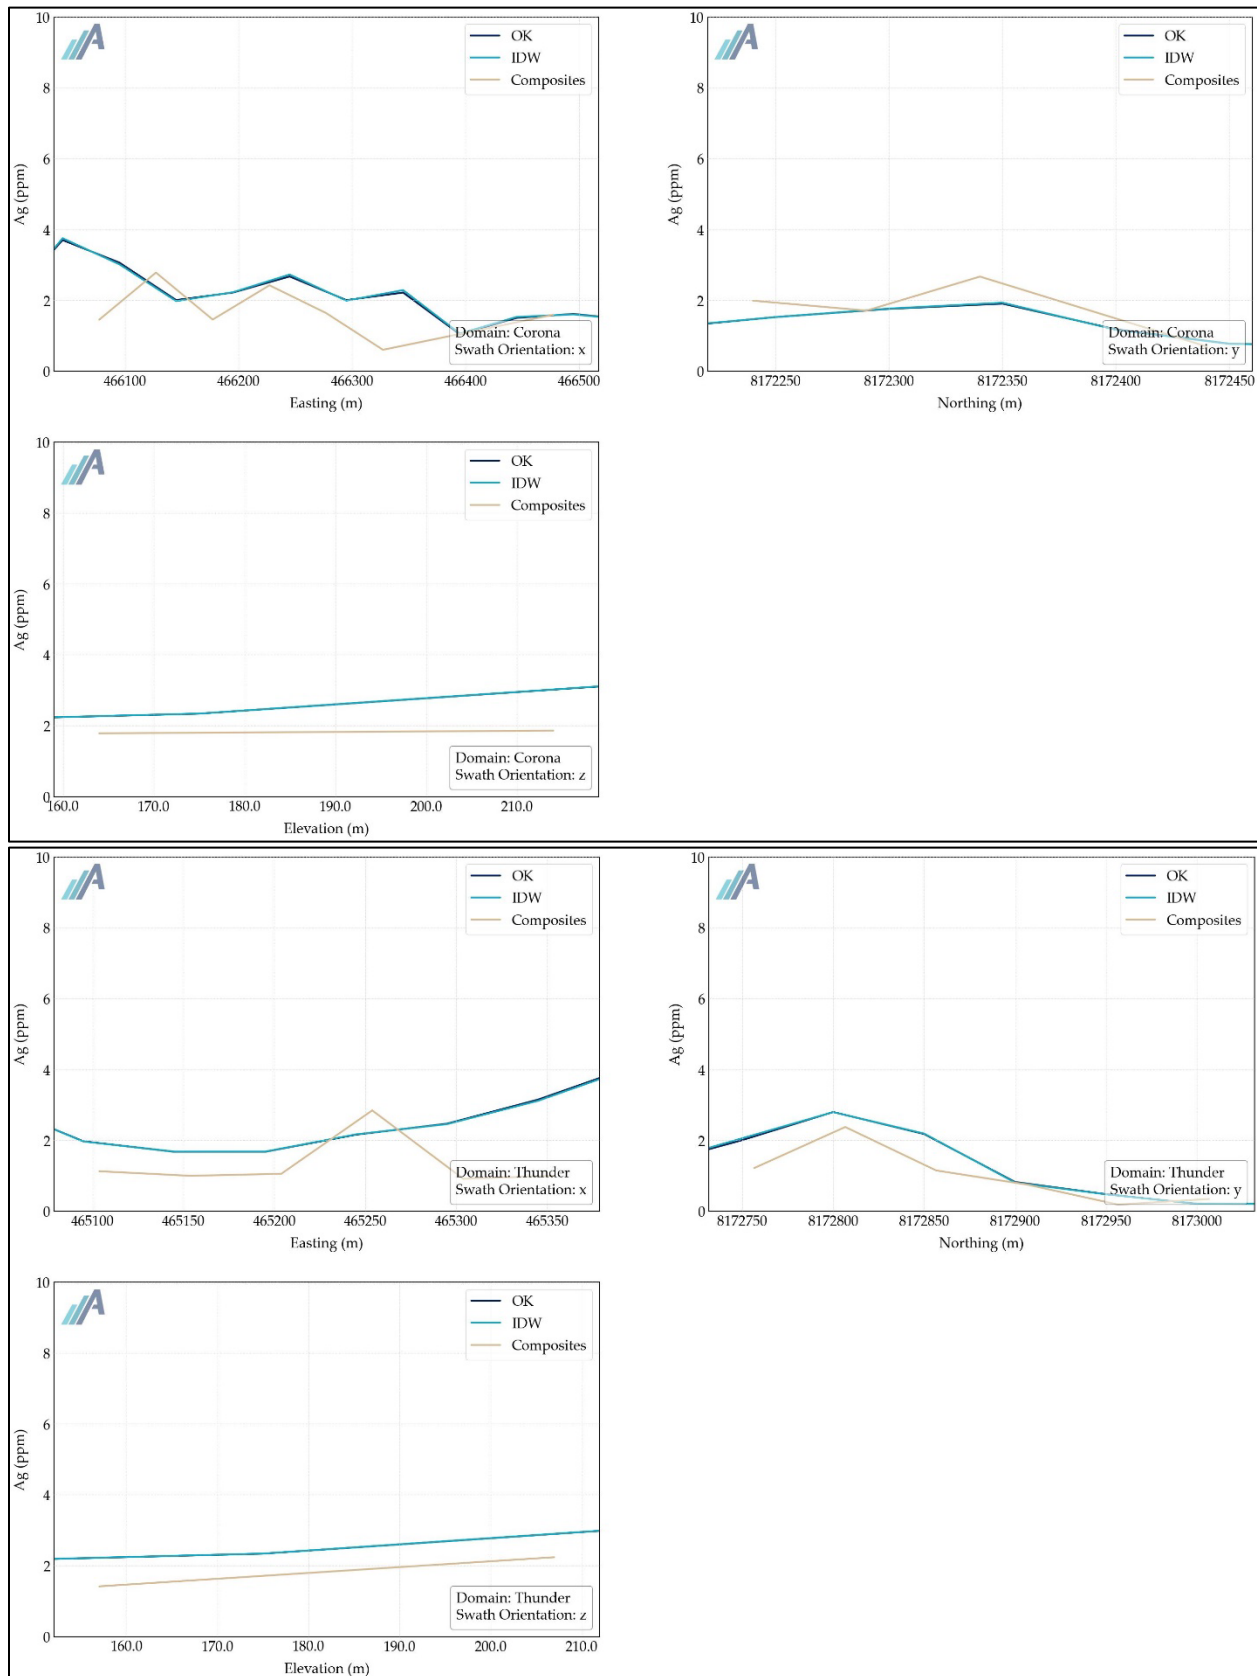 10
8
6
4
2
0
Ag (ppm)
OK
IDW
Composites
Domain: Corona
Swath Orientation: x
466100 466200 466300 466400 466500
Easting (m)
10
8
6
4
2
0
Ag (ppm)
OK
IDW
Composites
Domain: Corona
Swath Orientation: y
8172250 8172300 8172350 8172400 8172450
Northing (m)
10
8
6
4
2
0
Ag (ppm)
OK
IDW
Composites
Domain: Corona
Swath Orientation: z
160.0 170.0 180.0 190.0 200.0 210.0
Elevation (m)
10
8
6
4
2
0
Ag (ppm)
OK
IDW
Composites
Domain: Thunder
Swath Orientation: x
465100 465150 465200 465250 465300 465350
Easting (m)
10
8
6
4
2
0
Ag (ppm)
OK
IDW
Composites
Domain: Thunder
Swath Orientation: y
8172750 8172800 8172850 8172900 8172950 8173000
Northing (m)
10
8
6
4
2
0
Ag (ppm)
OK
IDW
Composites
Domain: Thunder
Swath Orientation: z
160.0 170.0 180.0 190.0 200.0 210.0
Elevation (m)